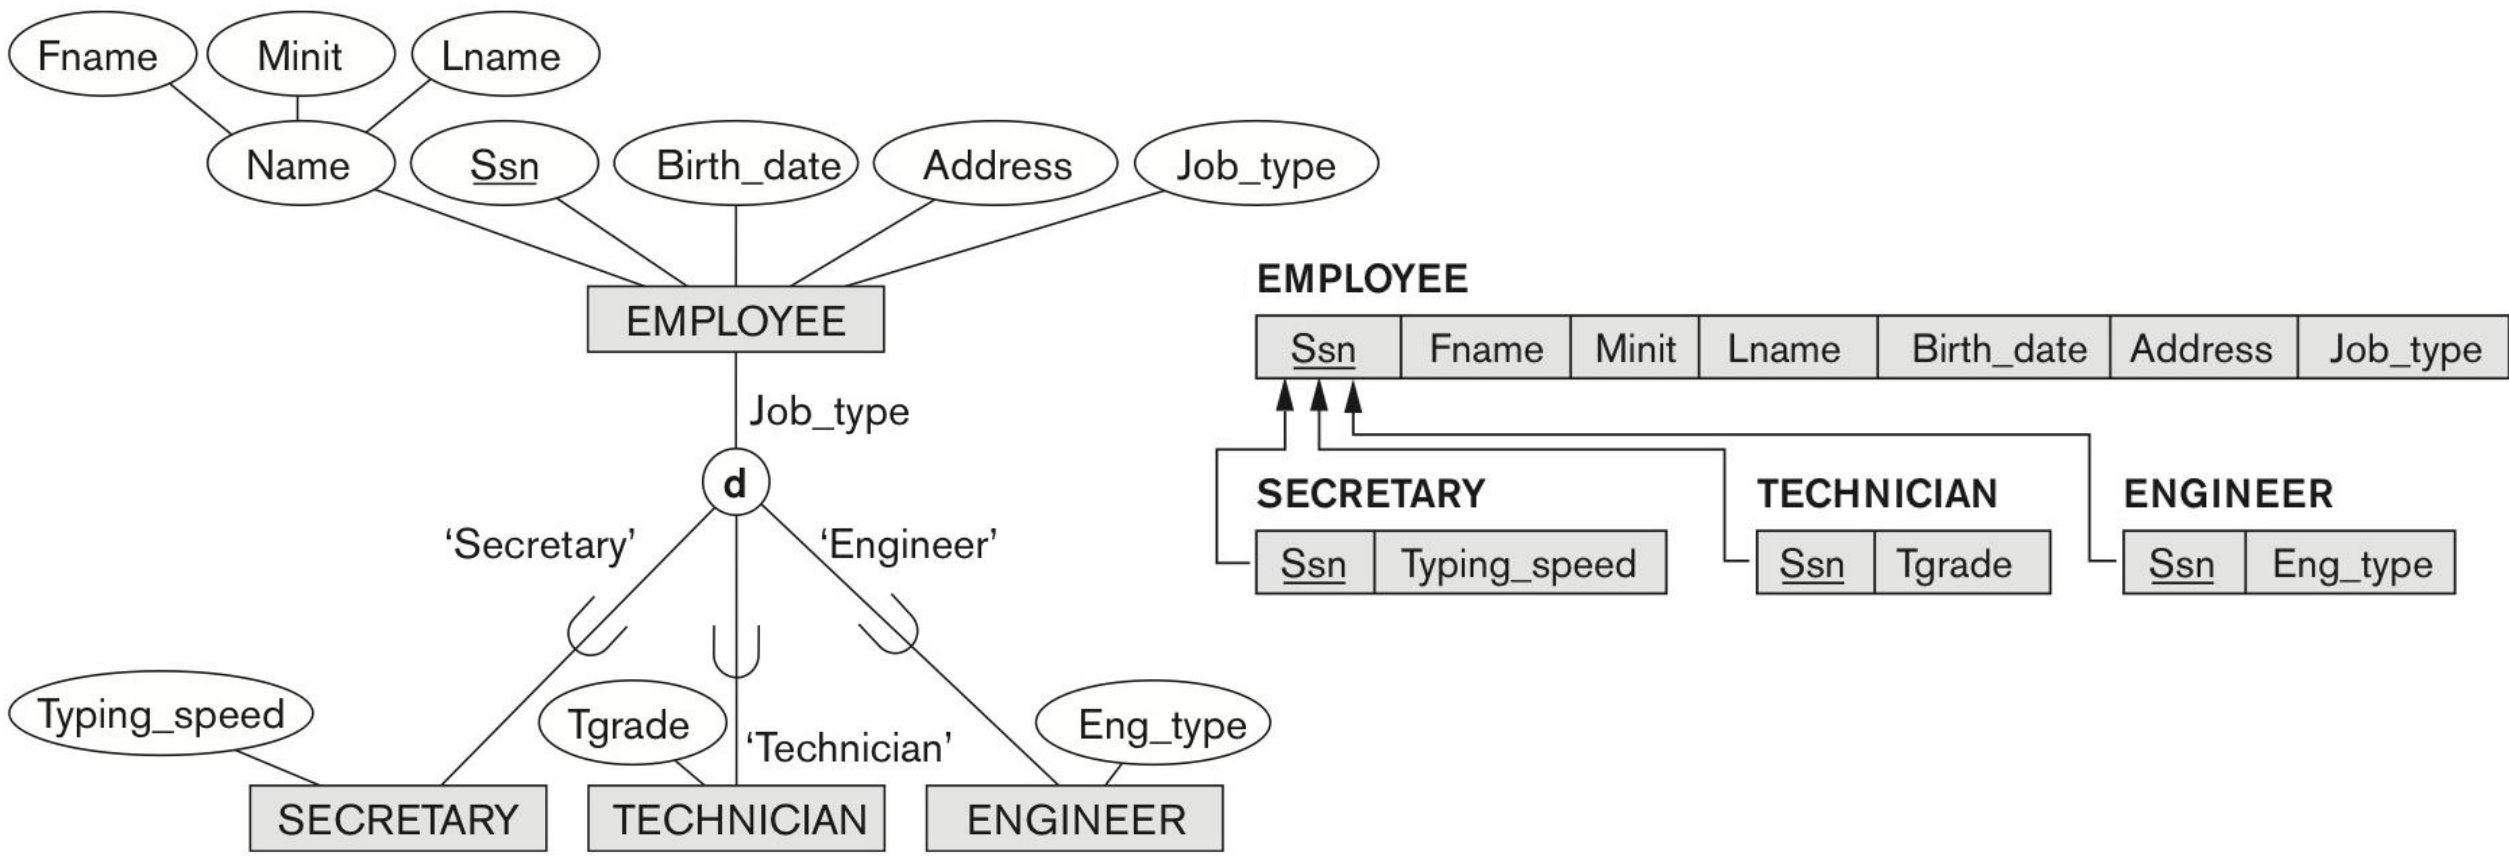 Fname Minit Lname
Name Ssn Birth_date Address Job_type
EMPLOYEE
Job_type
d
‘Secretary’ ‘Engineer’
Typing_speed Tgrade ‘Technician’ Eng_type
SECRETARY TECHNICIAN ENGINEER
EMPLOYEE
Ssn Fname Minit Lname Birth_date Address Job_type
SECRETARY TECHNICIAN ENGINEER
Ssn Typing_speed Ssn Tgrade Ssn Eng_type